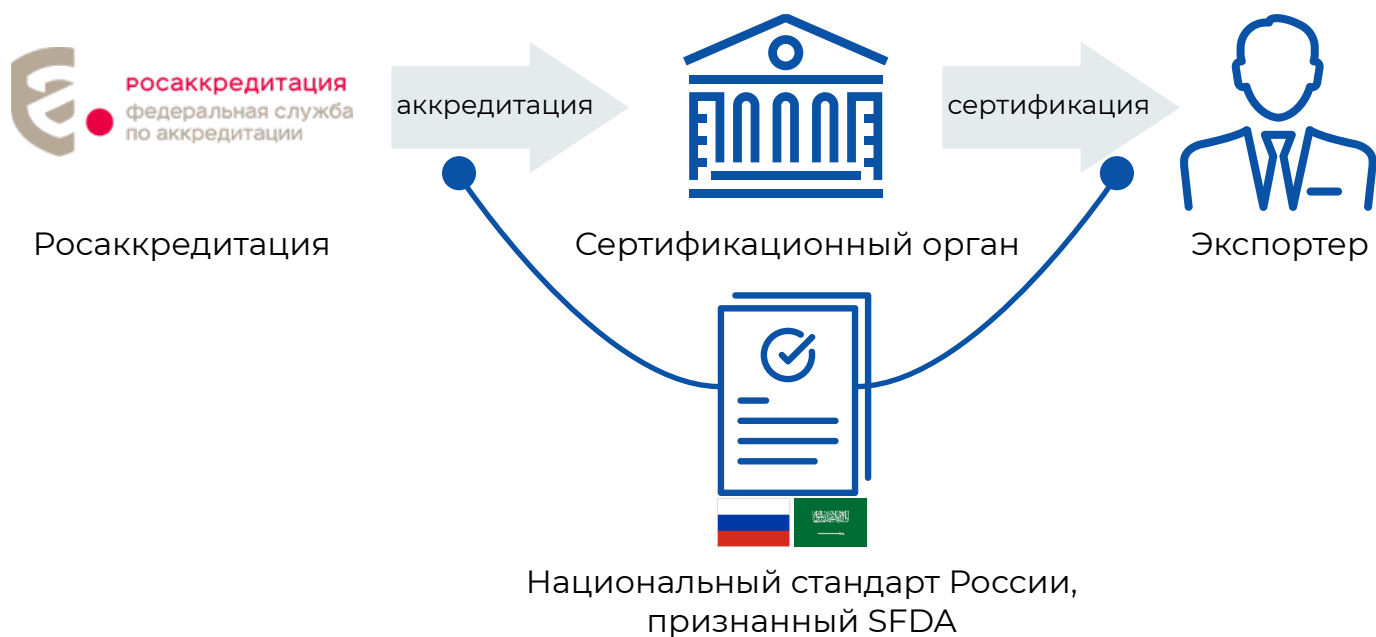 росаккредитация
федеральная служба
по аккредитации
аккредитация
сертификация
Росаккредитация
Сертификационный орган
Экспортер
Национальный стандарт России,
признанный SFDA